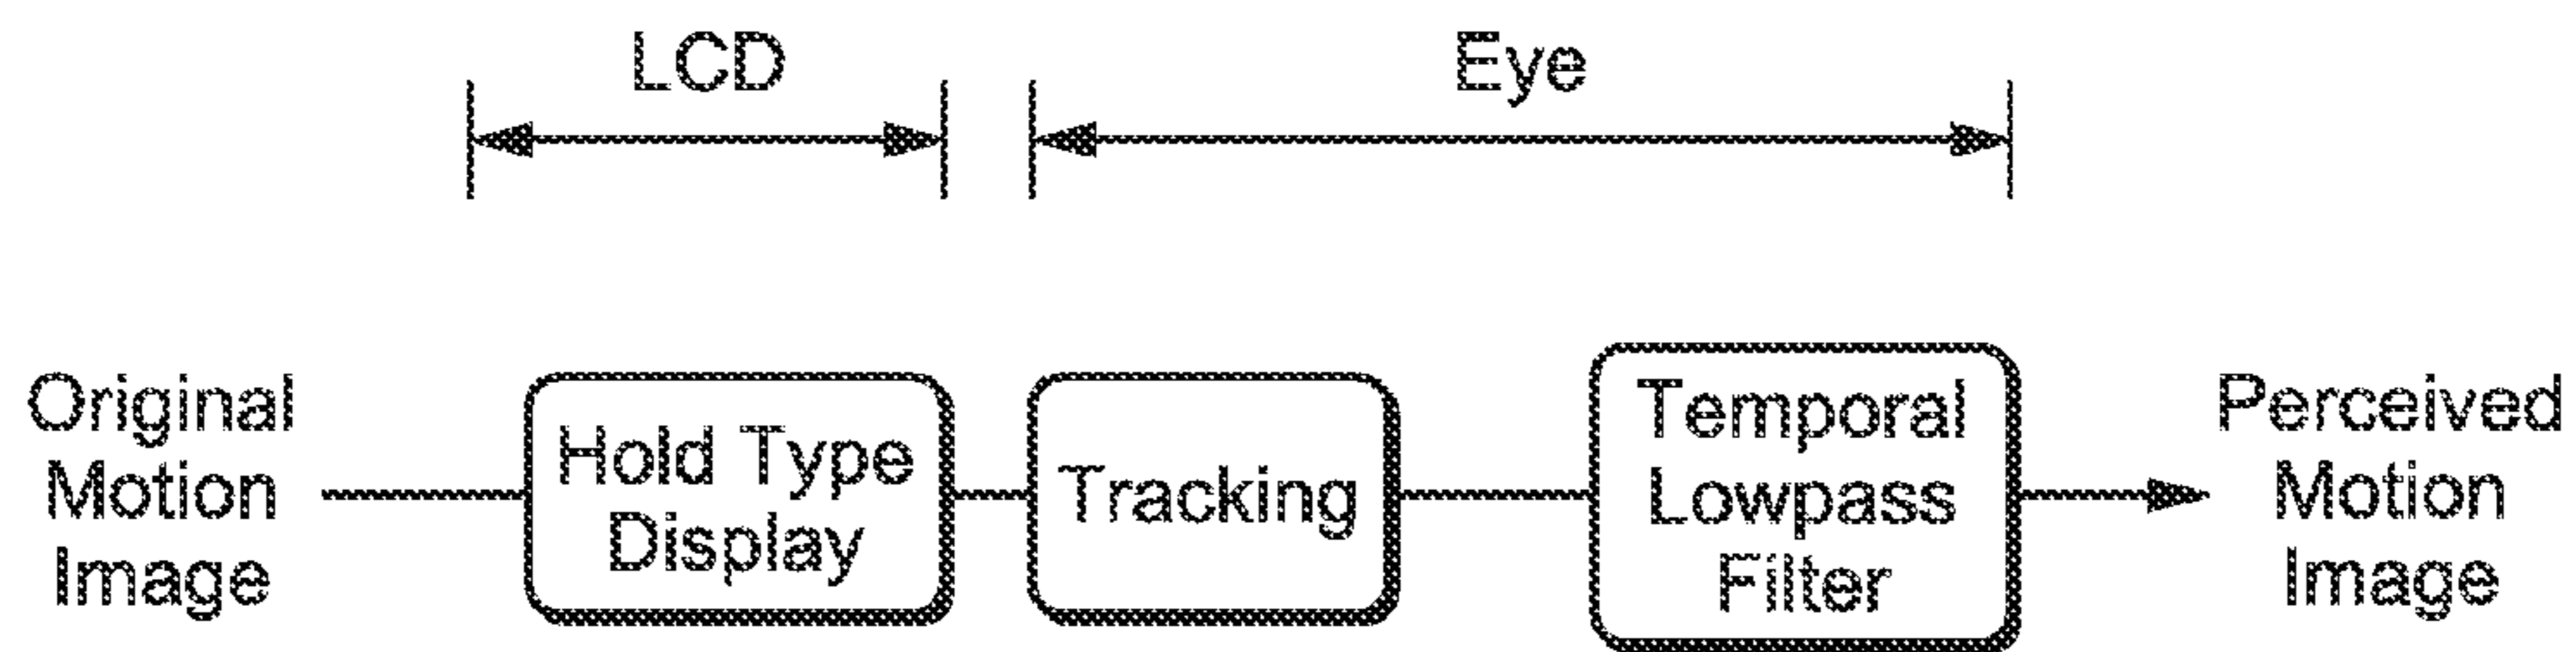 LCD
Eye
Original
Motion
Image
Hold Type
Display
Tracking
Temporal
Lowpass
Filter
Perceived
Motion
Image